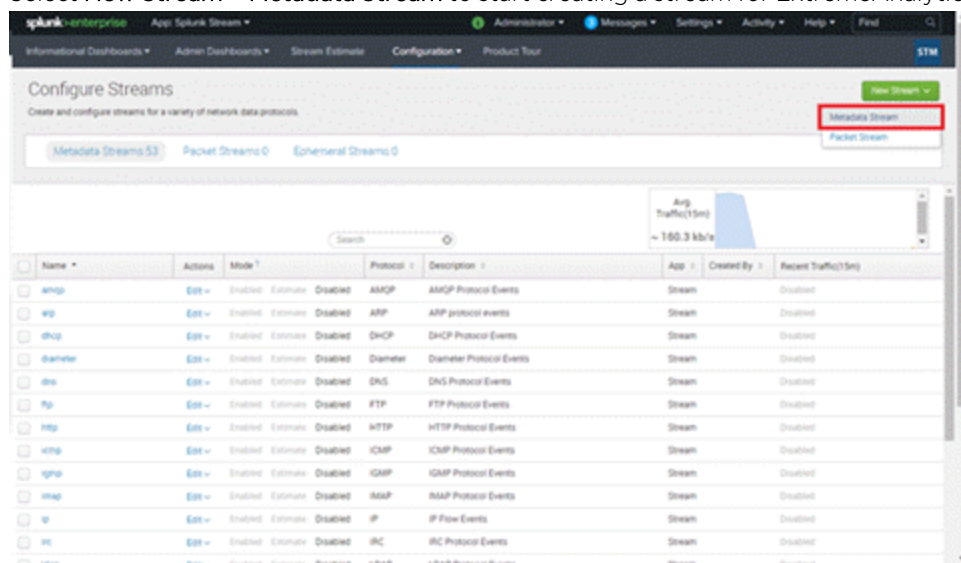 Select New Stream > Metadata Stream to start creating a stream for ExtremeAnalytic
splunk>enterprise App: Splunk Stream Administrator 3 Messages Settings Activity Help Find
Informational Dashboards Admin Dashboards Stream Estimate Configuration Product Tour STM
Configure Streams
New Stream
Create and configure streams for a variety of network data protocols.
Metadata Stream
Packet Stream
Metadata Streams 53 Packet Streams 0 Ephemeral Streams 0
Avg.
Traffic(15m)
~ 160.3 kb/s
Search
Name Actions Mode ? Protocol Description App Created By Recent Traffic(15m)
amqp Edit Enabled Estimate Disabled AMQP AMQP Protocol Events Stream Disabled
arp Edit Enabled Estimate Disabled ARP ARP protocol events Stream Disabled
dhcp Edit Enabled Estimate Disabled DHCP DHCP Protocol Events Stream Disabled
diameter Edit Enabled Estimate Disabled Diameter Diameter Protocol Events Stream Disabled
dns Edit Enabled Estimate Disabled DNS DNS Protocol Events Stream Disabled
ftp Edit Enabled Estimate Disabled FTP FTP Protocol Events Stream Disabled
http Edit Enabled Estimate Disabled HTTP HTTP Protocol Events Stream Disabled
icmp Edit Enabled Estimate Disabled ICMP ICMP Protocol Events Stream Disabled
igmp Edit Enabled Estimate Disabled IGMP IGMP Protocol Events Stream Disabled
imap Edit Enabled Estimate Disabled IMAP IMAP Protocol Events Stream Disabled
ip Edit Enabled Estimate Disabled IP IP Flow Events Stream Disabled
irc Edit Enabled Estimate Disabled IRC IRC Protocol Events Stream Disabled